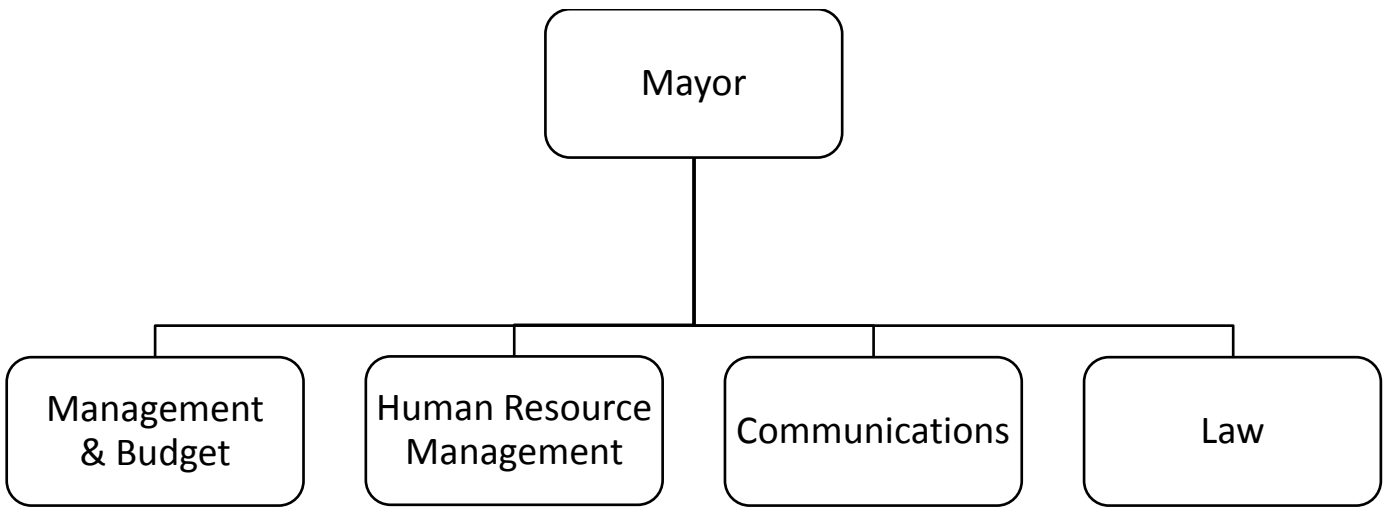 Mayor
Management
& Budget
Human Resource
Management
Communications
Law